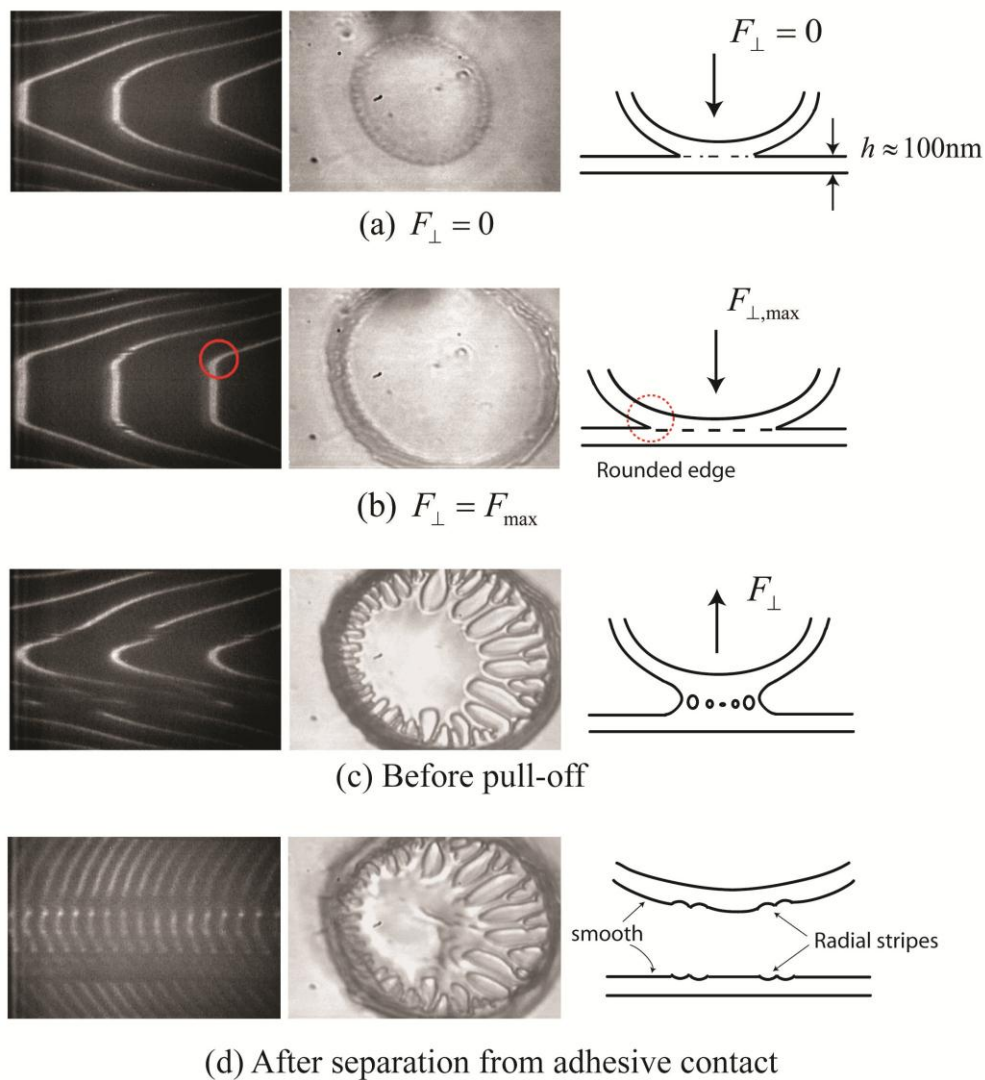 F⊥ = 0
h ≈ 100nm
(a) F⊥ = 0
F⊥,max
Rounded edge
(b) F⊥ = Fmax
F⊥
(c) Before pull-off
smooth
Radial stripes
(d) After separation from adhesive contact